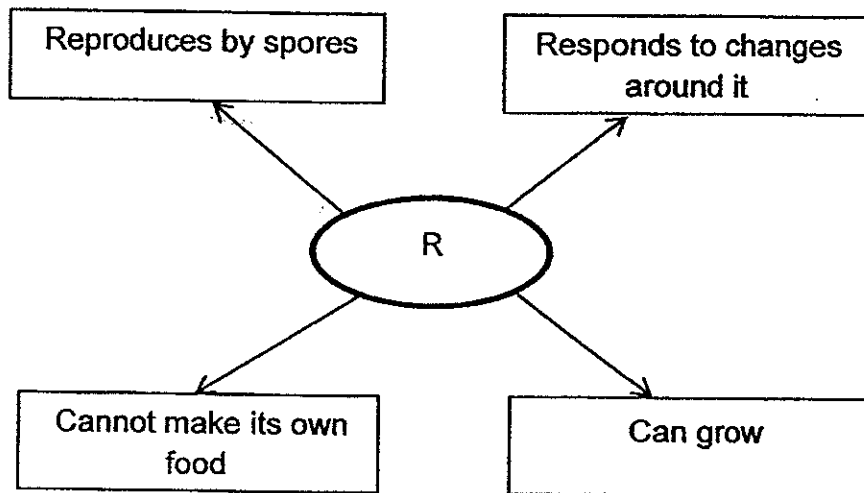 Reproduces by spores
Responds to changes
around it
R
Cannot make its own
food
Can grow